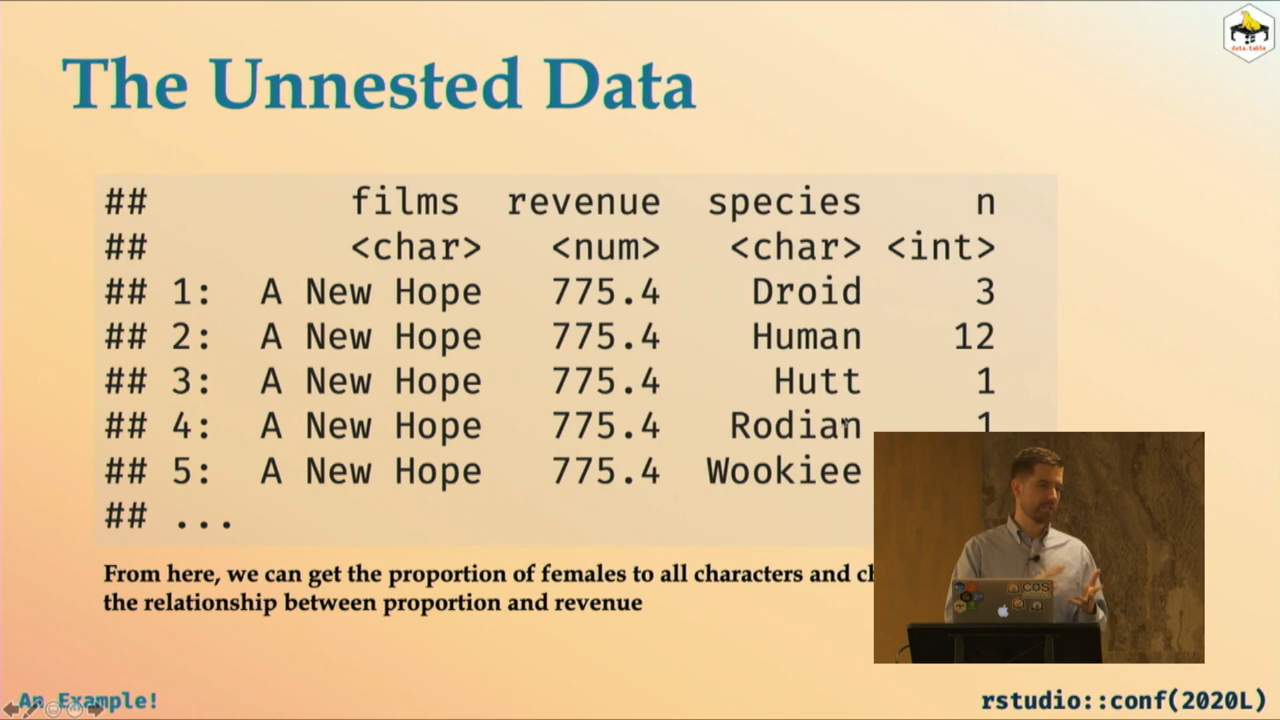 data.table
The Unnested Data
## films revenue species n
## <char> <num> <char> <int>
## 1: A New Hope 775.4 Droid 3
## 2: A New Hope 775.4 Human 12
## 3: A New Hope 775.4 Hutt 1
## 4: A New Hope 775.4 Rodian 1
## 5: A New Hope 775.4 Wookiee
## ...
From here, we can get the proportion of females to all characters and
the relationship between proportion and revenue
COS
An Example!
rstudio::conf(2020L)